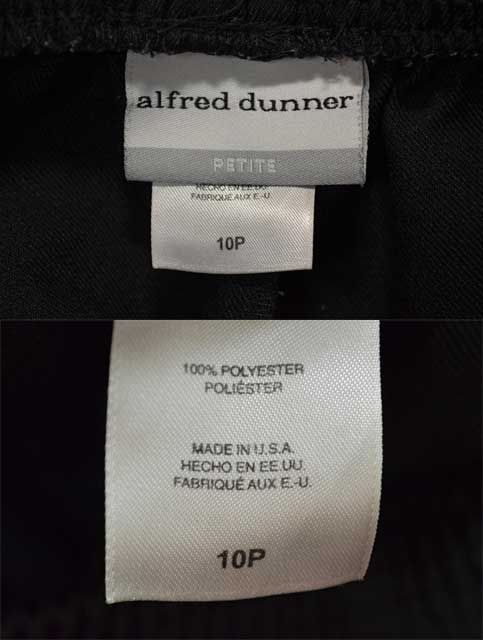 alfred dunner
PETITE
HECHO EN EE.UU.
FABRIQUÉ AUX E.-U.
10P
100% POLYESTER
POLIÉSTER
MADE IN U.S.A.
HECHO EN EE.UU.
FABRIQUÉ AUX E.-U.
10P